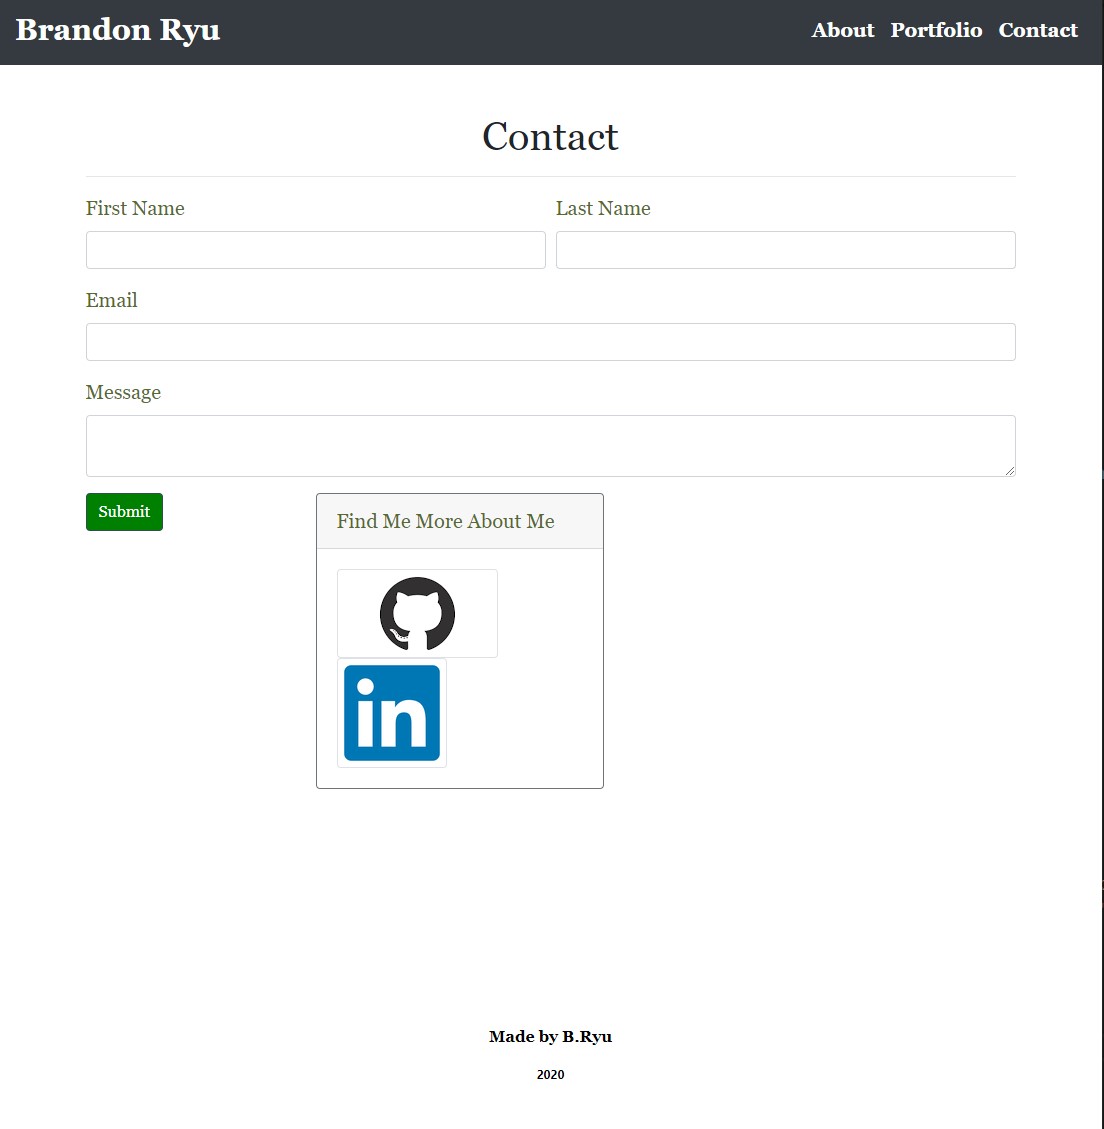 Brandon Ryu
About Portfolio Contact
Contact
First Name
Last Name
Email
Message
Submit
Find Me More About Me
in
Made by B.Ryu
2020